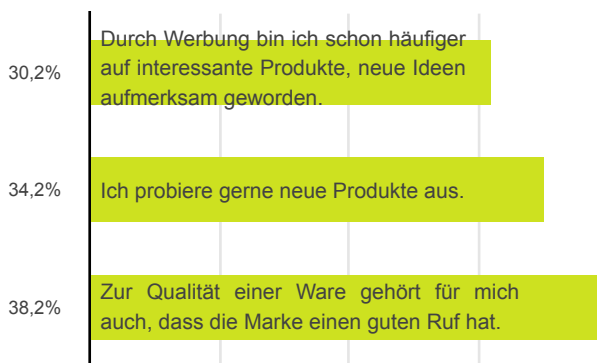 Durch Werbung bin ich schon häufiger
30,2% auf interessante Produkte, neue Ideen
aufmerksam geworden.
34,2% Ich probiere gerne neue Produkte aus.
Zur Qualität einer Ware gehört für mich
38,2% auch, dass die Marke einen guten Ruf hat.